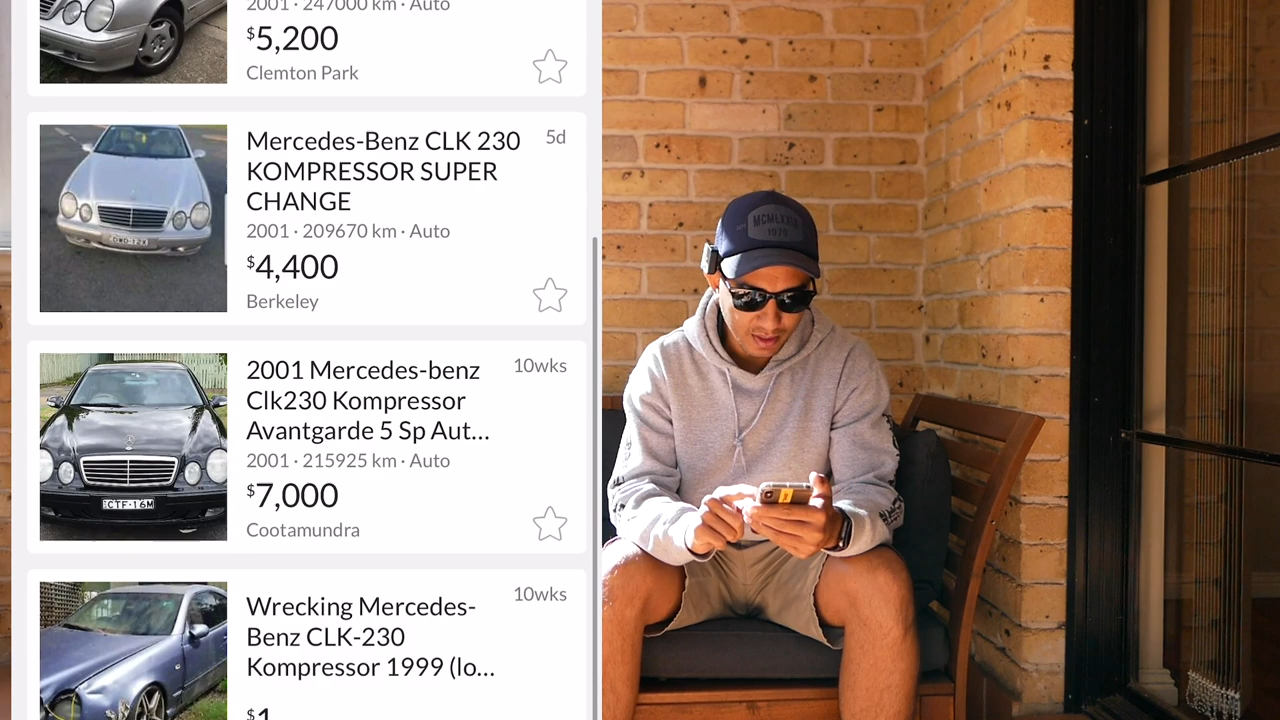 2001 · 247000 km · Auto
$5,200
Clemton Park
Mercedes-Benz CLK 230
5d
KOMPRESSOR SUPER
CHANGE
2001 · 209670 km · Auto
$4,400
Berkeley
2001 Mercedes-benz
10wks
Clk230 Kompressor
Avantgarde 5 Sp Aut...
2001 · 215925 km · Auto
$7,000
CTF·16M
Cootamundra
Wrecking Mercedes-
10wks
Benz CLK-230
Kompressor 1999 (lo...
$1
1979